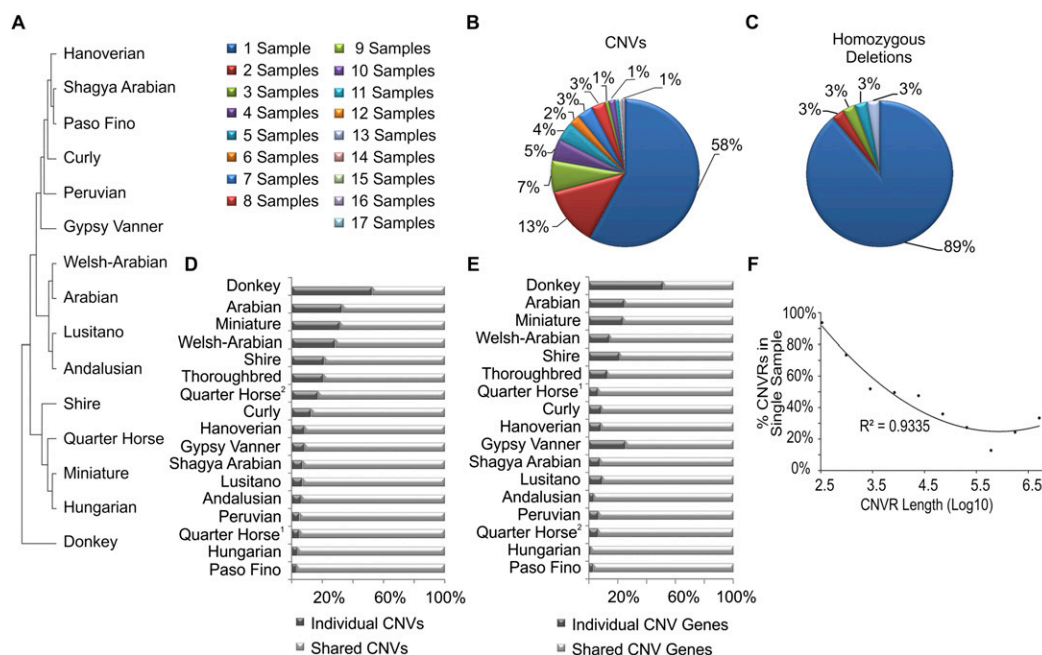 A
Hanoverian
Shagya Arabian
Paso Fino
Curly
Peruvian
Gypsy Vanner
Welsh-Arabian
Arabian
Lusitano
Andalusian
Shire
Quarter Horse
Miniature
Hungarian
Donkey
1 Sample
2 Samples
3 Samples
4 Samples
5 Samples
6 Samples
7 Samples
8 Samples
9 Samples
10 Samples
11 Samples
12 Samples
13 Samples
14 Samples
15 Samples
16 Samples
17 Samples
B
CNVs
58%
13%
7%
5%
4%
2%
3%
3%
1%
1%
1%
C
Homozygous
Deletions
89%
3%
3%
3%
3%
D
Donkey
Arabian
Miniature
Welsh-Arabian
Shire
Thoroughbred
Quarter Horse²
Curly
Hanoverian
Gypsy Vanner
Shagya Arabian
Lusitano
Andalusian
Peruvian
Quarter Horse¹
Hungarian
Paso Fino
20% 60% 100%
Individual CNVs
Shared CNVs
E
Donkey
Arabian
Miniature
Welsh-Arabian
Shire
Thoroughbred
Quarter Horse¹
Curly
Hanoverian
Gypsy Vanner
Shagya Arabian
Lusitano
Andalusian
Peruvian
Quarter Horse²
Hungarian
Paso Fino
20% 60% 100%
Individual CNV Genes
Shared CNV Genes
F
% CNVRs in
Single Sample
100%
80%
60%
40%
20%
0%
R² = 0.9335
2.5 3.5 4.5 5.5 6.5
CNVR Length (Log10)